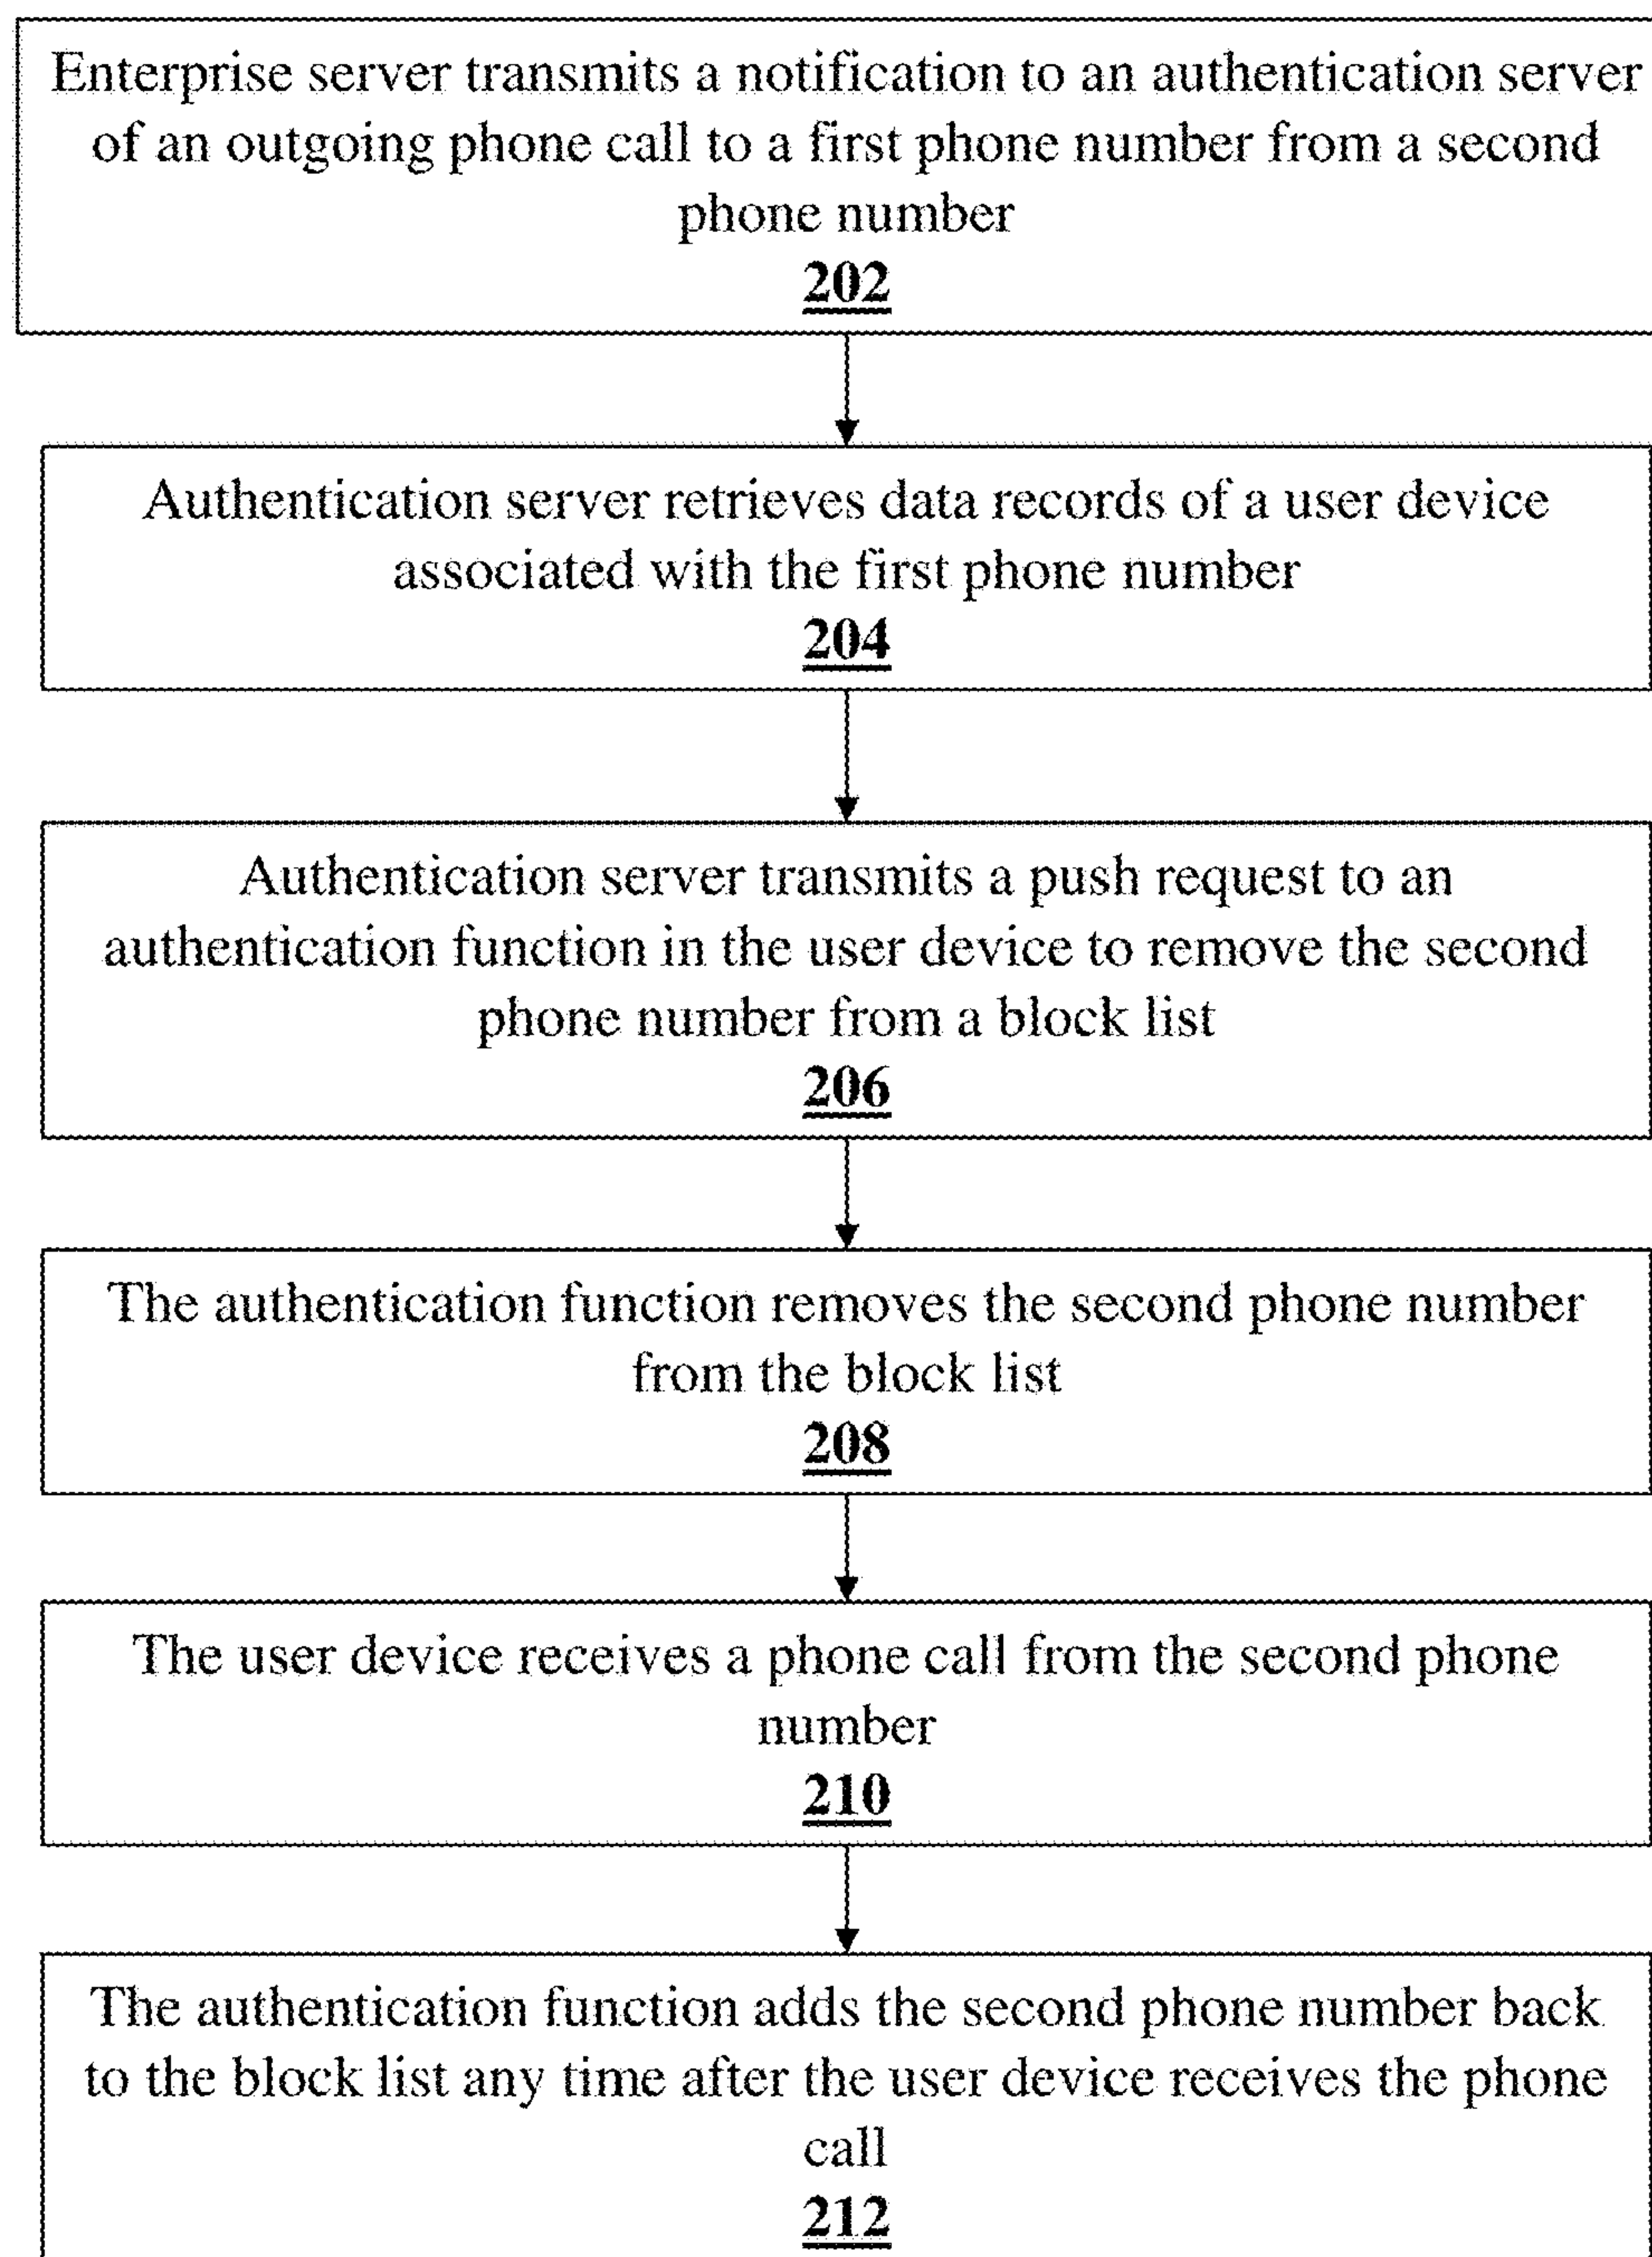 Enterprise server transmits a notification to an authentication server
of an outgoing phone call to a first phone number from a second
phone number
202
Authentication server retrieves data records of a user device
associated with the first phone number
204
Authentication server transmits a push request to an
authentication function in the user device to remove the second
phone number from a block list
206
The authentication function removes the second phone number
from the block list
208
The user device receives a phone call from the second phone
number
210
The authentication function adds the second phone number back
to the block list any time after the user device receives the phone
call
212